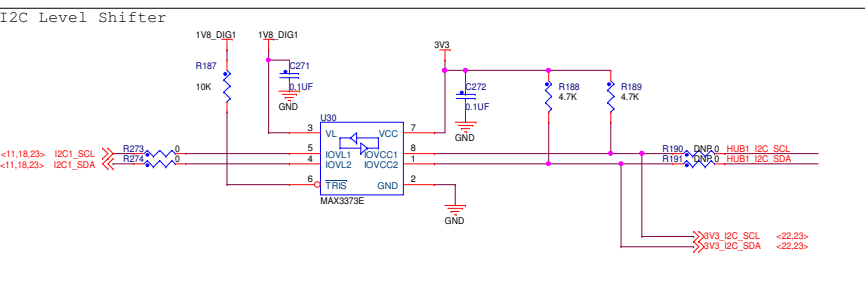 I2C Level Shifter
1V8_DIG1
1V8_DIG1
3V3
R187
10K
C271
0.1UF
GND
C272
0.1UF
GND
R188
4.7K
R189
4.7K
U30
3 VL VCC 7
<11,18,23> I2C1_SCL R273 0 5 IOVL1 IOVCC1 8 R190 DNP 0 HUB1_I2C_SCL
<11,18,23> I2C1_SDA R274 0 4 IOVL2 IOVCC2 1 R191 DNP 0 HUB1_I2C_SDA
6 TRIS GND 2
MAX3373E
GND
3V3_I2C_SCL <22,23>
3V3_I2C_SDA <22,23>